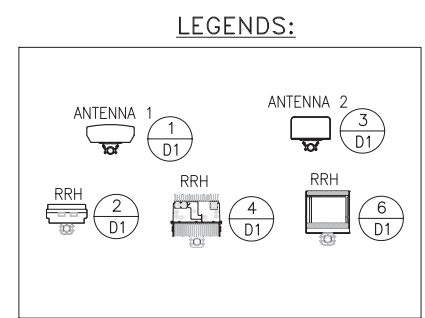 LEGENDS:
ANTENNA 1
1
D1
ANTENNA 2
3
D1
RRH
2
D1
RRH
4
D1
RRH
6
D1